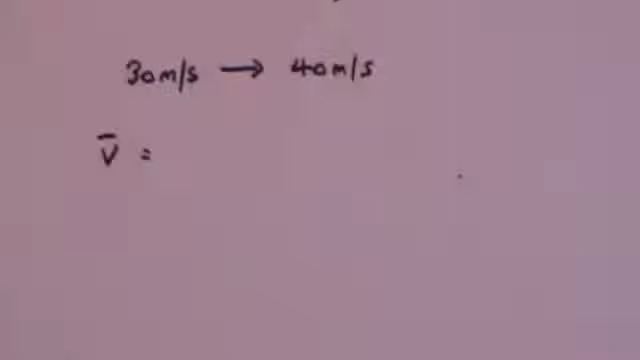 30m/s → 40m/s
v̄ =